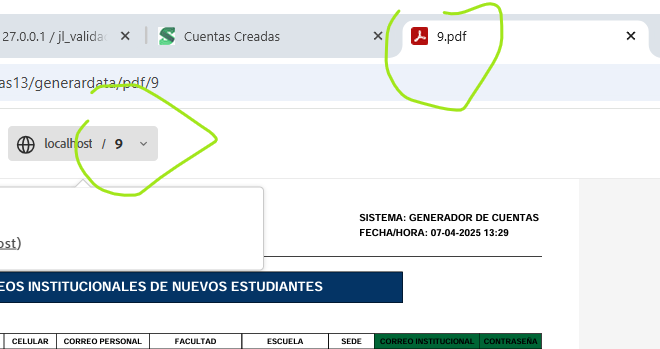 27.0.0.1 / jl_valida
Cuentas Creadas
9.pdf
as13/generardata/pdf/9
localhost / 9
ost)
SISTEMA: GENERADOR DE CUENTAS
FECHA/HORA: 07-04-2025 13:29
EOS INSTITUCIONALES DE NUEVOS ESTUDIANTES
CELULAR CORREO PERSONAL FACULTAD ESCUELA SEDE CORREO INSTITUCIONAL CONTRASEÑA